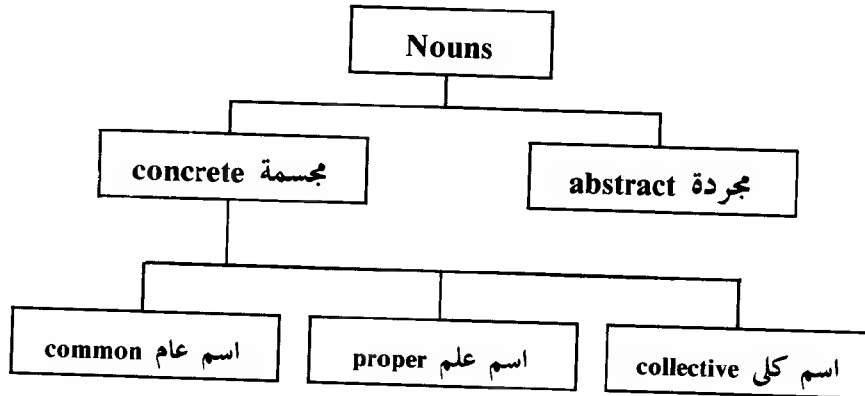 Nouns
concrete مجسمة
abstract مجردة
common اسم عام
proper اسم علم
collective اسم كلى